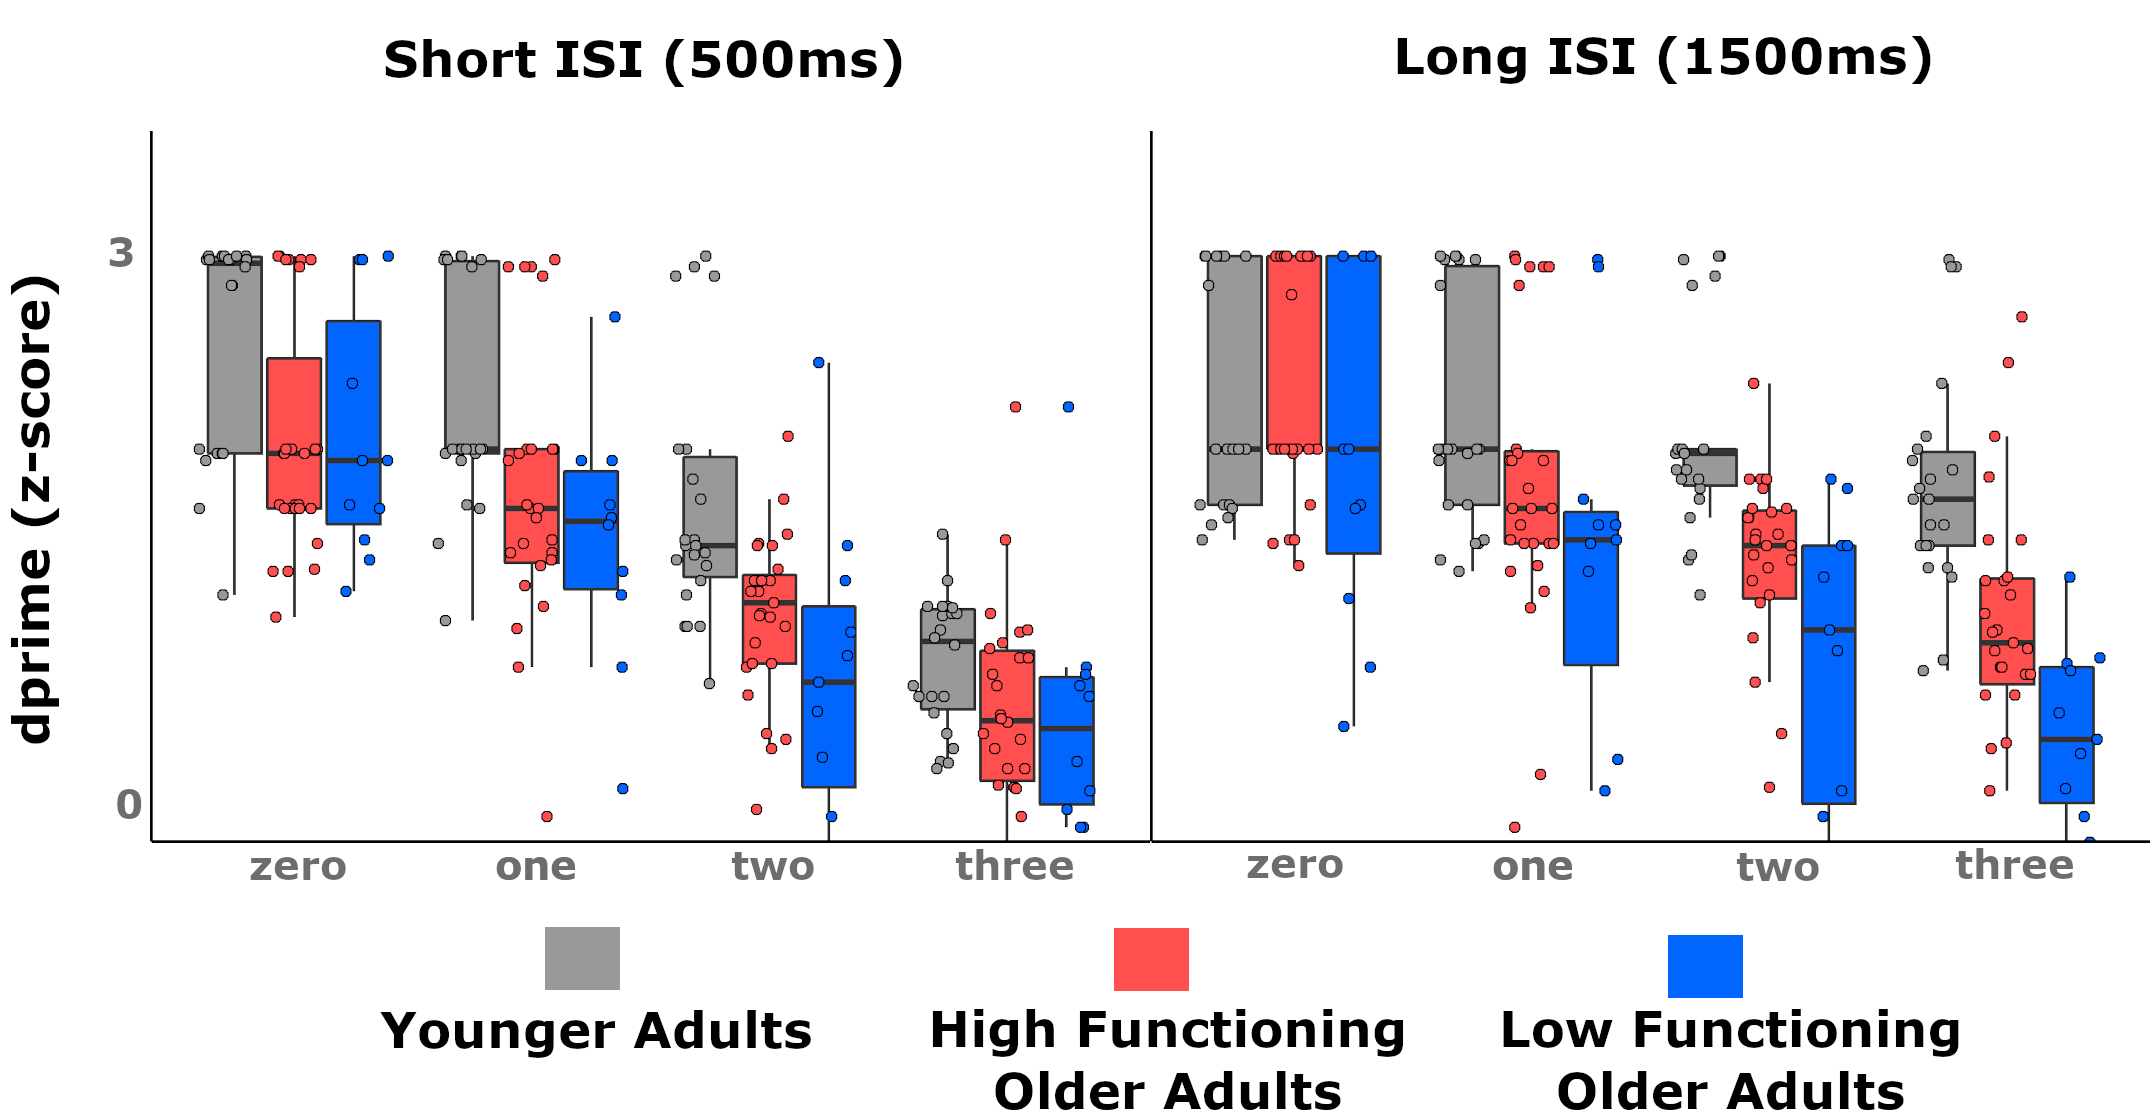 Short ISI (500ms)
Long ISI (1500ms)
dprime (z-score)
3
0
zero one two three
zero one two three
Younger Adults
High Functioning
Older Adults
Low Functioning
Older Adults